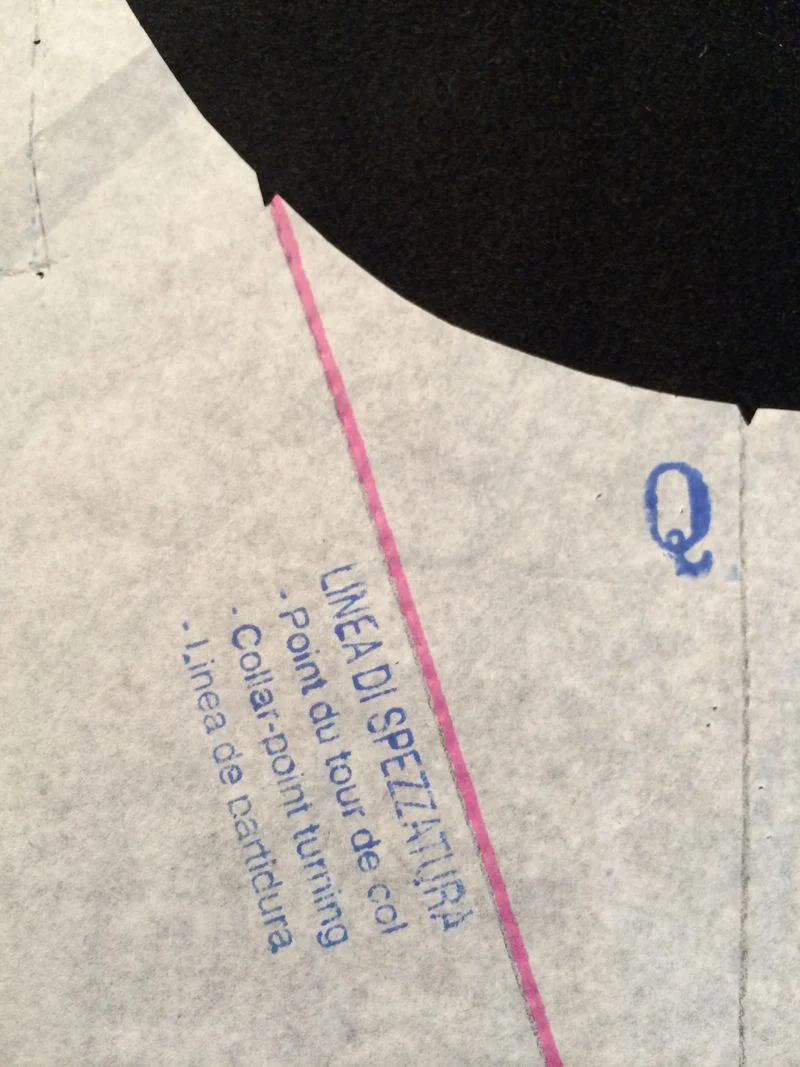 Q
LINEA DI SPEZZATURA
- Point du tour de col
- Collar-point turning
- Linea de partidura